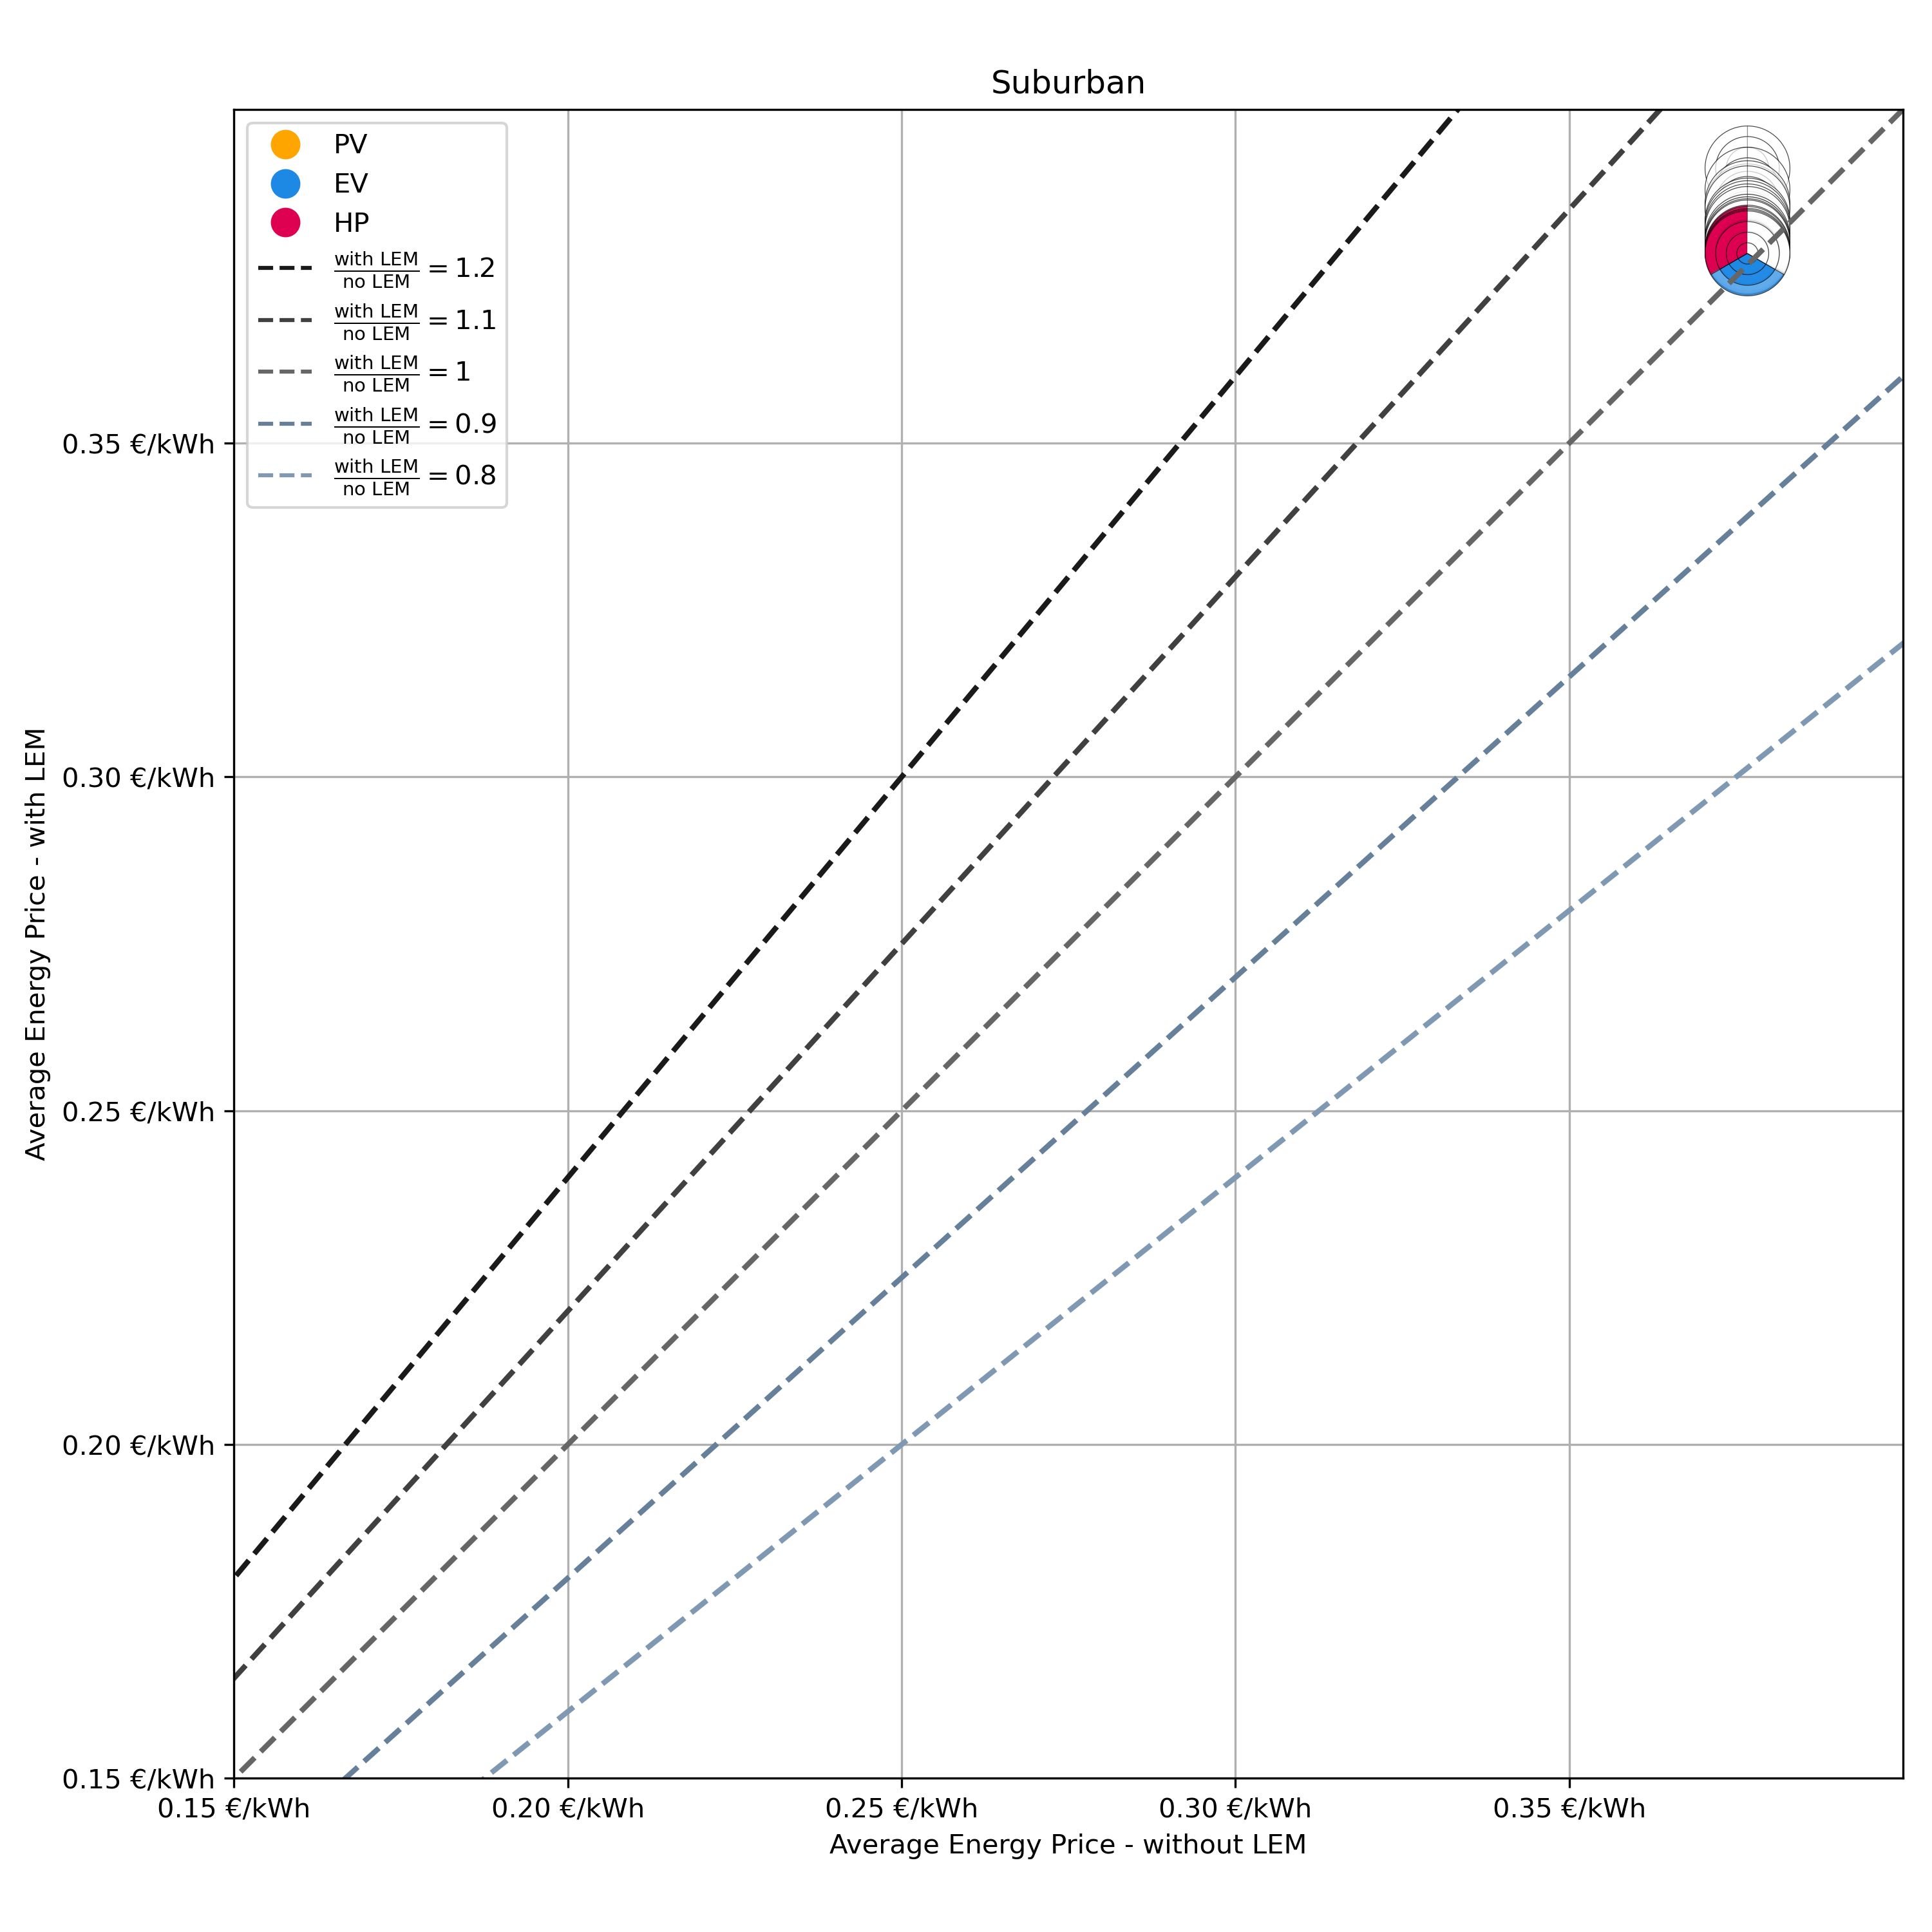 Suburban
PV
EV
HP
with LEM
no LEM = 1.2
with LEM
no LEM = 1.1
with LEM
no LEM = 1
with LEM
no LEM = 0.9
with LEM
no LEM = 0.8
0.35 €/kWh
0.30 €/kWh
0.25 €/kWh
0.20 €/kWh
0.15 €/kWh
Average Energy Price - with LEM
0.15 €/kWh
0.20 €/kWh
0.25 €/kWh
0.30 €/kWh
0.35 €/kWh
Average Energy Price - without LEM